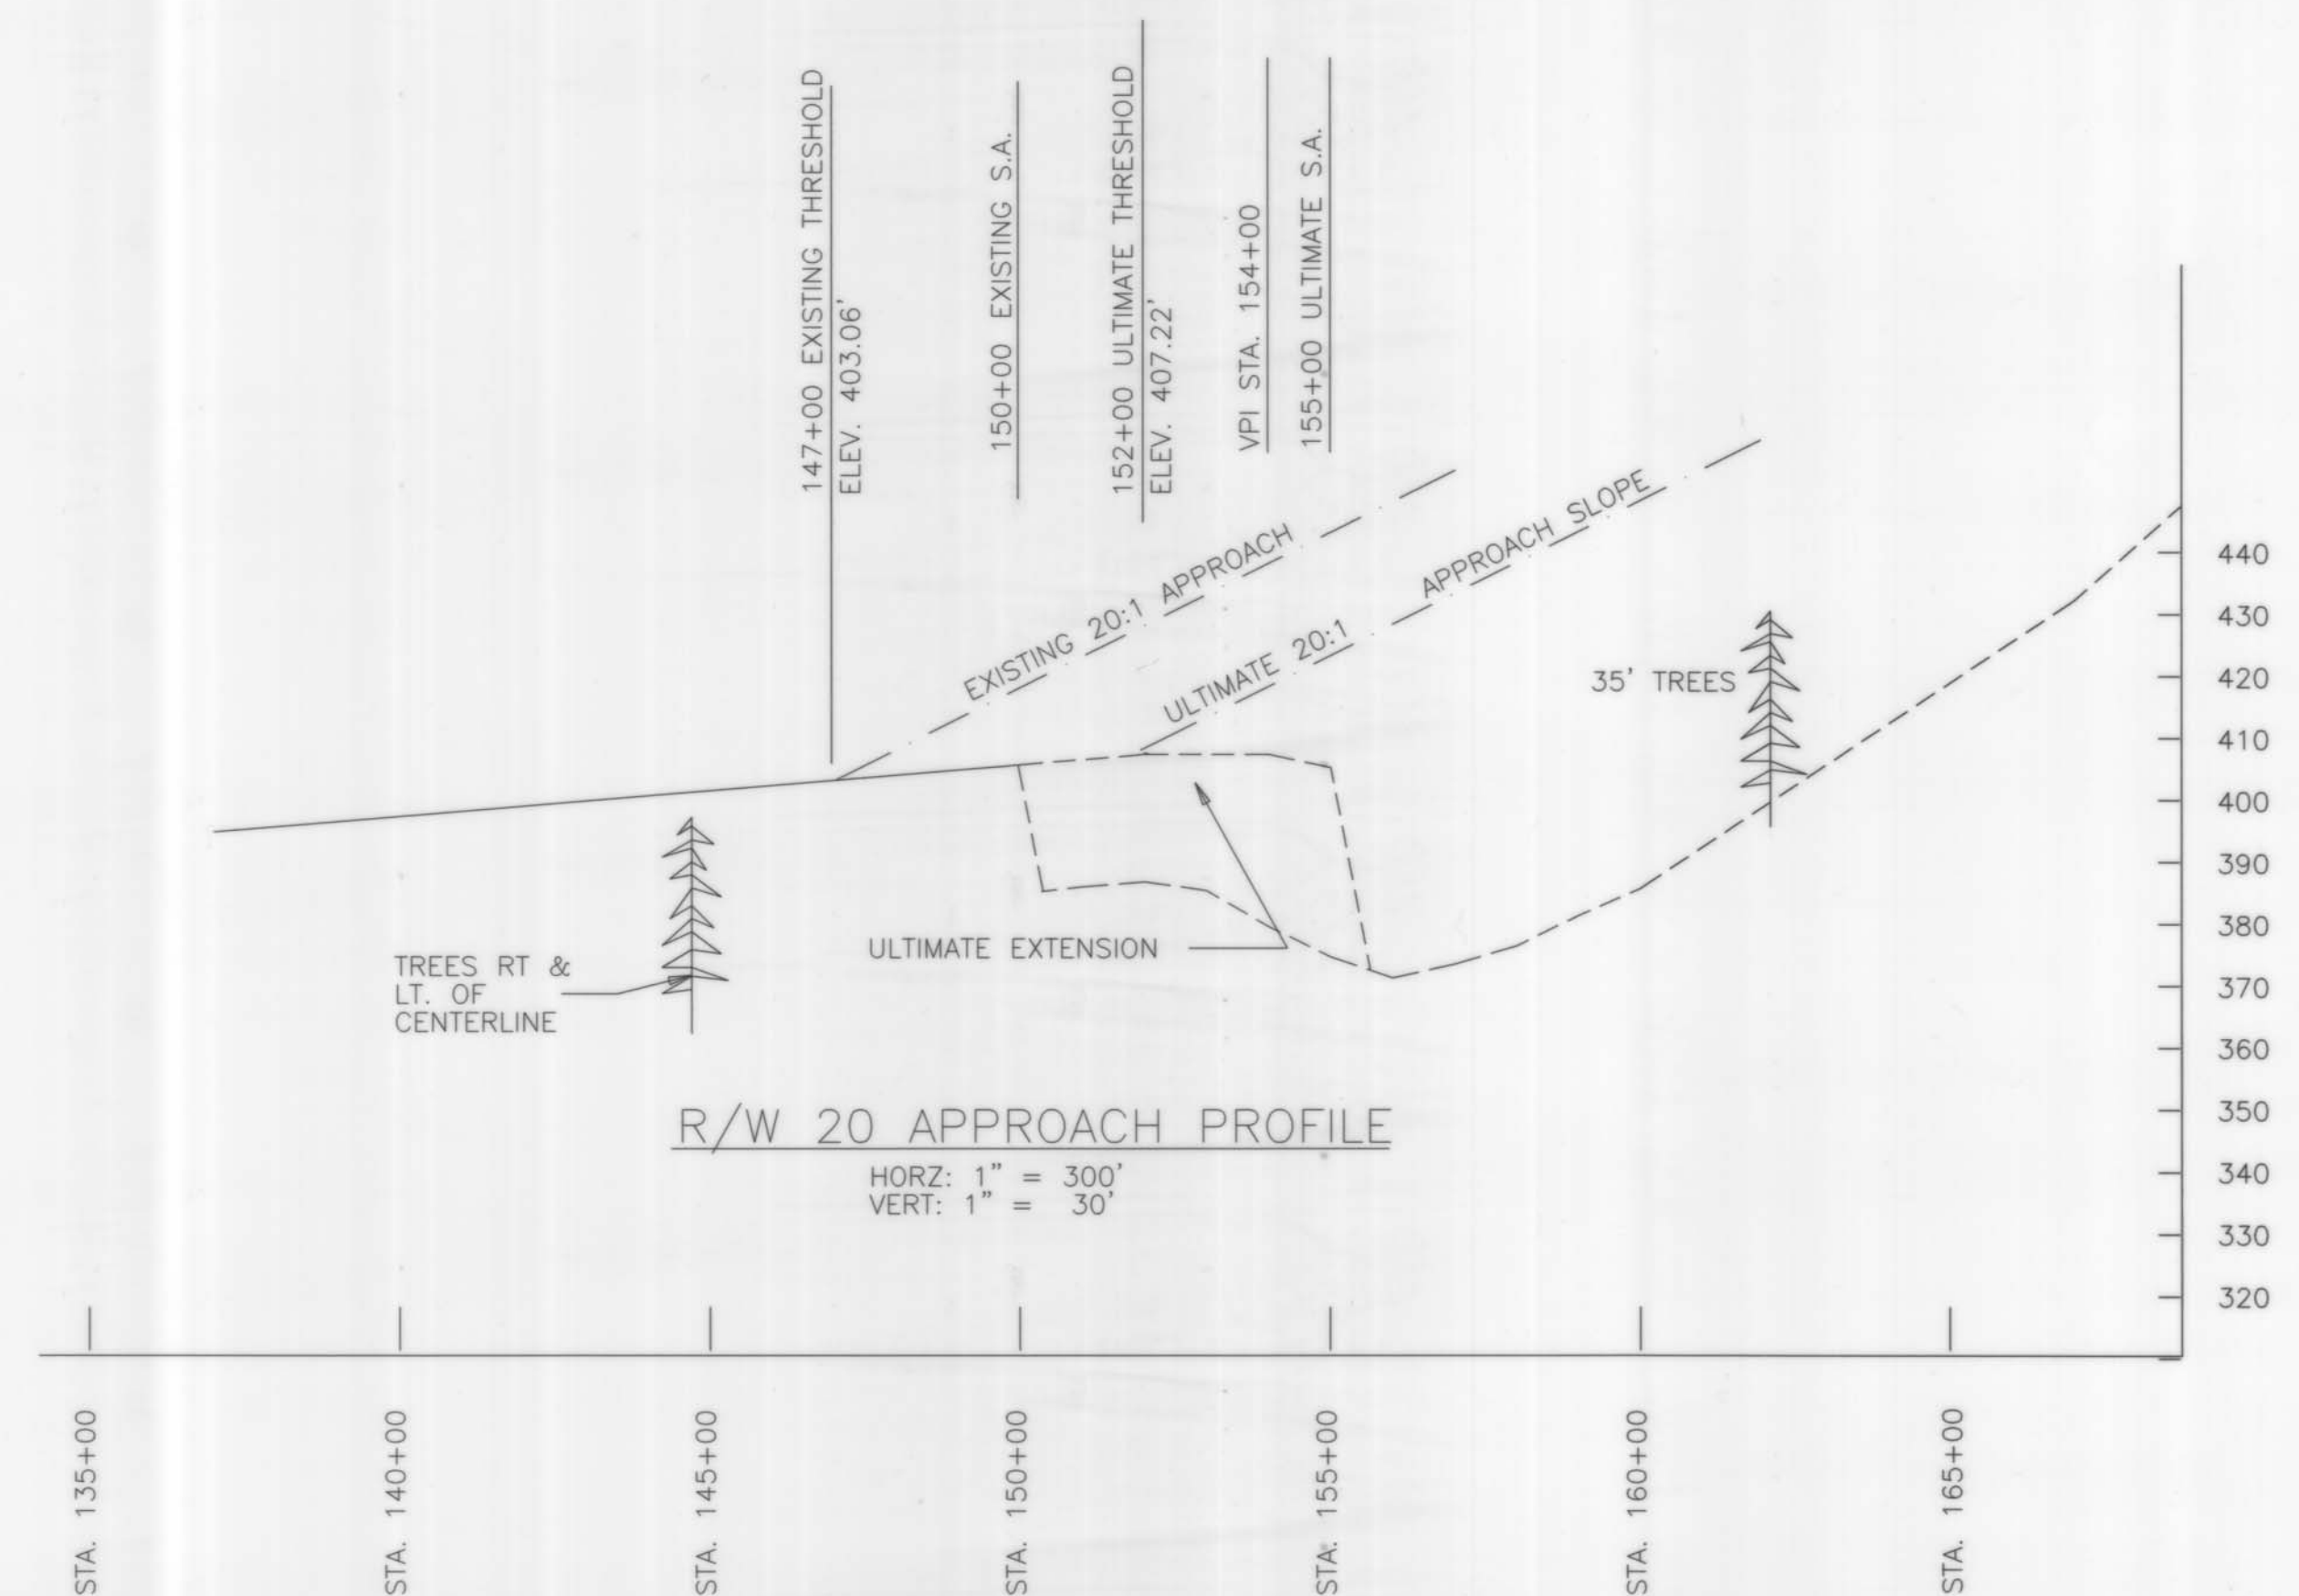 147+00 EXISTING THRESHOLD
ELEV. 403.06'
150+00 EXISTING S.A.
152+00 ULTIMATE THRESHOLD
ELEV. 407.22'
VPI STA. 154+00
155+00 ULTIMATE S.A.
EXISTING 20:1 APPROACH
ULTIMATE 20:1 APPROACH SLOPE
35' TREES
TREES RT &
LT. OF
CENTERLINE
ULTIMATE EXTENSION
440
430
420
410
400
390
380
370
360
350
340
330
320
R/W 20 APPROACH PROFILE
HORZ: 1" = 300'
VERT: 1" = 30'
STA. 135+00
STA. 140+00
STA. 145+00
STA. 150+00
STA. 155+00
STA. 160+00
STA. 165+00